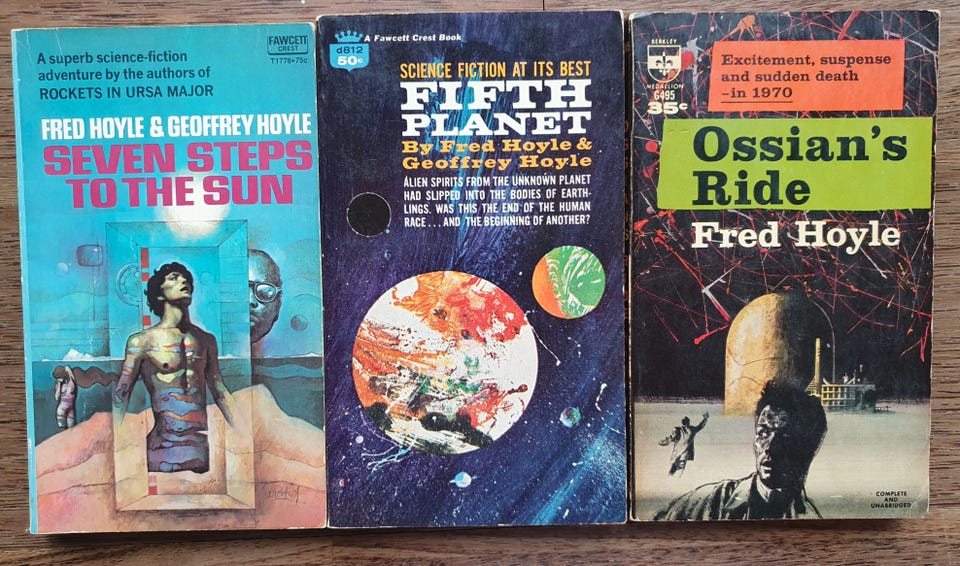 A superb science-fiction
adventure by the authors of
ROCKETS IN URSA MAJOR
FAWCETT
CREST
T1778•75c
FRED HOYLE & GEOFFREY HOYLE
SEVEN STEPS
TO THE SUN
d812
50c
A Fawcett Crest Book
SCIENCE FICTION AT ITS BEST
FIFTH
PLANET
By Fred Hoyle &
Geoffrey Hoyle
ALIEN SPIRITS FROM THE UNKNOWN PLANET
HAD SLIPPED INTO THE BODIES OF EARTH-
LINGS. WAS THIS THE END OF THE HUMAN
RACE...AND THE BEGINNING OF ANOTHER?
BERKLEY
MEDALLION
G495
35c
Excitement, suspense
and sudden death
–in 1970
Ossian's
Ride
Fred Hoyle
COMPLETE
AND
UNABRIDGED